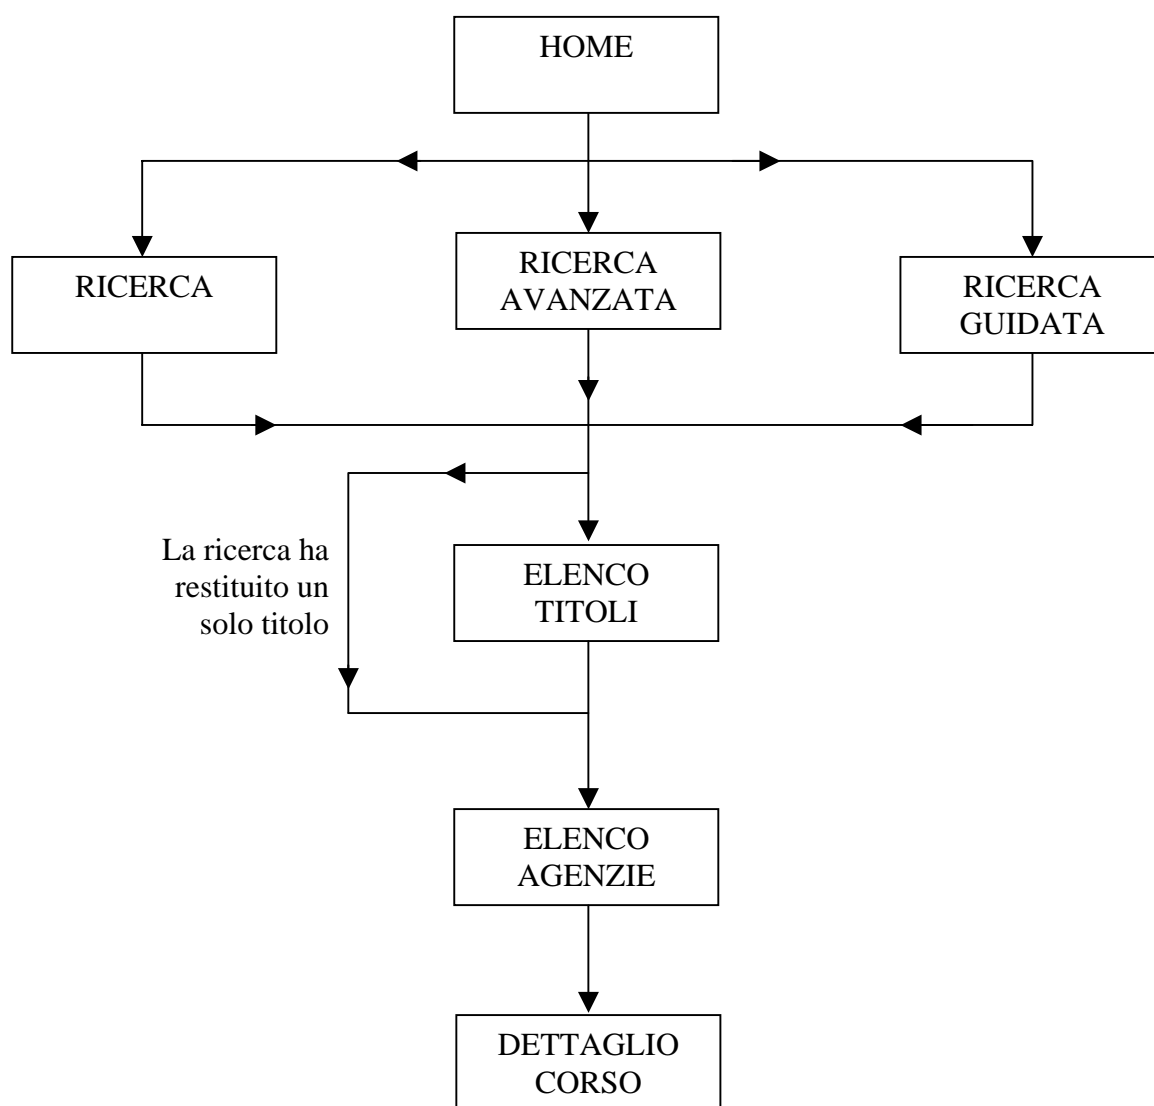 HOME
RICERCA
RICERCA
AVANZATA
RICERCA
GUIDATA
La ricerca ha
restituito un
solo titolo
ELENCO
TITOLI
ELENCO
AGENZIE
DETTAGLIO
CORSO